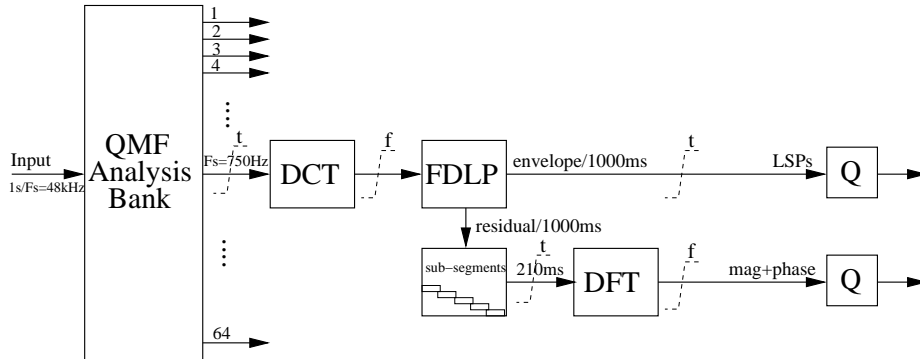 1
2
3
4
t
f
t
Input
1s/Fs=48kHz
QMF
Analysis
Bank
Fs=750Hz
DCT
FDLP
envelope/1000ms
LSPs
Q
residual/1000ms
sub-segments
t
210ms
DFT
f
mag+phase
Q
64